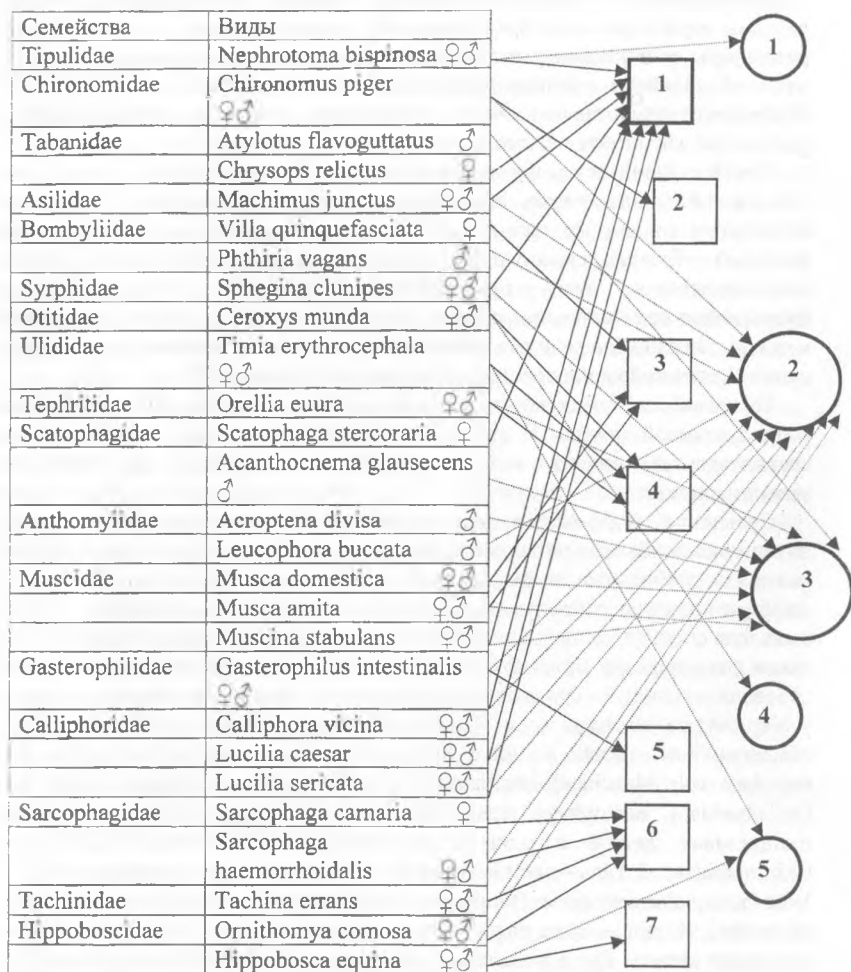 Семейства Виды
Tipulidae Nephrotoma bispinosa ♀♂
Chironomidae Chironomus piger
♀♂
Tabanidae Atylotus flavoguttatus ♂
Chrysops relictus ♀
Asilidae Machimus junctus ♀♂
Bombyliidae Villa quinquefasciata ♀
Phthiria vagans ♂
Syrphidae Sphegina clunipes ♀♂
Otitidae Ceroxys munda ♀♂
Ulididae Timia erythrocephala
♀♂
Tephritidae Orellia euura ♀♂
Scatophagidae Scatophaga stercoraria ♀
Acanthocnema glausecens
♂
Anthomyiidae Acroptena divisa ♂
Leucophora buccata ♂
Muscidae Musca domestica ♀♂
Musca amita ♀♂
Muscina stabulans ♀♂
Gasterophilidae Gasterophilus intestinalis
♀♂
Calliphoridae Calliphora vicina ♀♂
Lucilia caesar ♀♂
Lucilia sericata ♀♂
Sarcophagidae Sarcophaga carnaria ♀
Sarcophaga
haemorrhoidalis ♀♂
Tachinidae Tachina errans ♀♂
Hippoboscidae Ornithomya comosa ♀♂
Hippobosca equina ♀♂
1
2
3
4
5
6
7
1
2
3
4
5